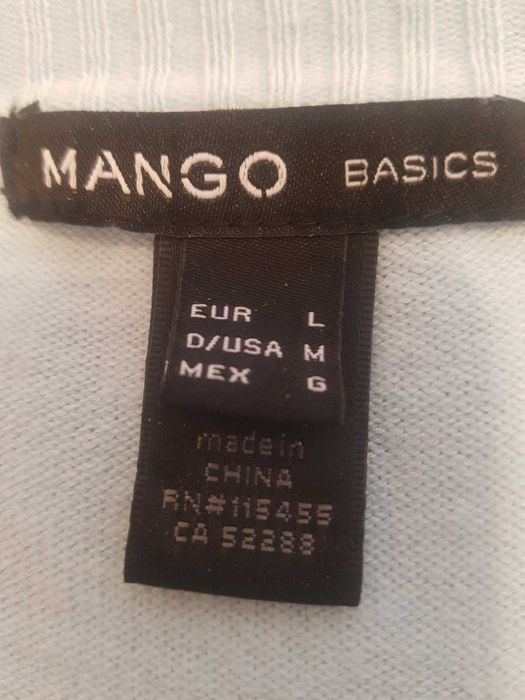 MANGO BASICS
EUR L
D/USA M
MEX G
made in
CHINA
RN#115455
CA 52288